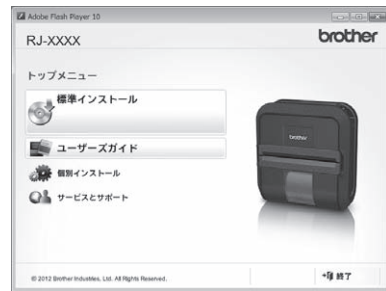 Adobe Flash Player 10
RJ-XXXX
brother
トップメニュー
標準インストール
ユーザーズガイド
個別インストール
サービスとサポート
brother
© 2012 Brother Industries, Ltd. All Rights Reserved.
終了